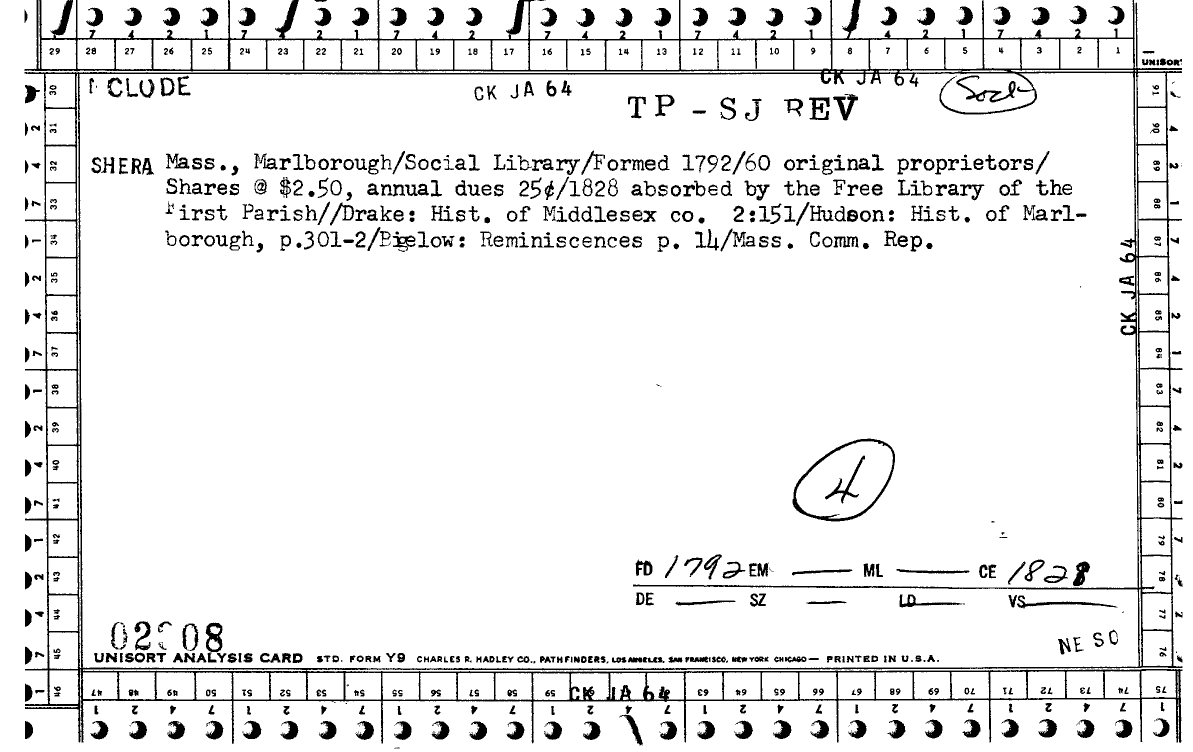 7 4 2 1 7 4 2 1 7 4 2 1 7 4 2 1 7 4 2 1 7 4 2 1 7 4 2 1
29 28 27 26 25 24 23 22 21 20 19 18 17 16 15 14 13 12 11 10 9 8 7 6 5 4 3 2 1
UNISORT
CLUDE
CK JA 64
CK JA 64
Soc
TP - SJ REV
SHERA Mass., Marlborough/Social Library/Formed 1792/60 original proprietors/
Shares @ $2.50, annual dues 25¢/1828 absorbed by the Free Library of the
First Parish//Drake: Hist. of Middlesex co. 2:151/Hudson: Hist. of Marl-
borough, p.301-2/Bigelow: Reminiscences p. 14/Mass. Comm. Rep.
CK JA 64
4
FD 1792 EM — ML — CE 1828
DE — SZ — LD — VS —
NE SO
UNISORT ANALYSIS CARD STD. FORM Y9 CHARLES R. HADLEY CO., PATHFINDERS, LOS ANGELES, SAN FRANCISCO, NEW YORK CHICAGO — PRINTED IN U.S.A.
30 31 32 33 34 35 36 37 38 39 40 41 42 43 44 45 46
91 90 89 88 87 86 85 84 83 82 81 80 79 78 77 76 75
47 48 49 50 51 52 53 54 55 56 57 58 59
CK JA 64
63 64 65 66 67 68 69 70 71 72 73 74